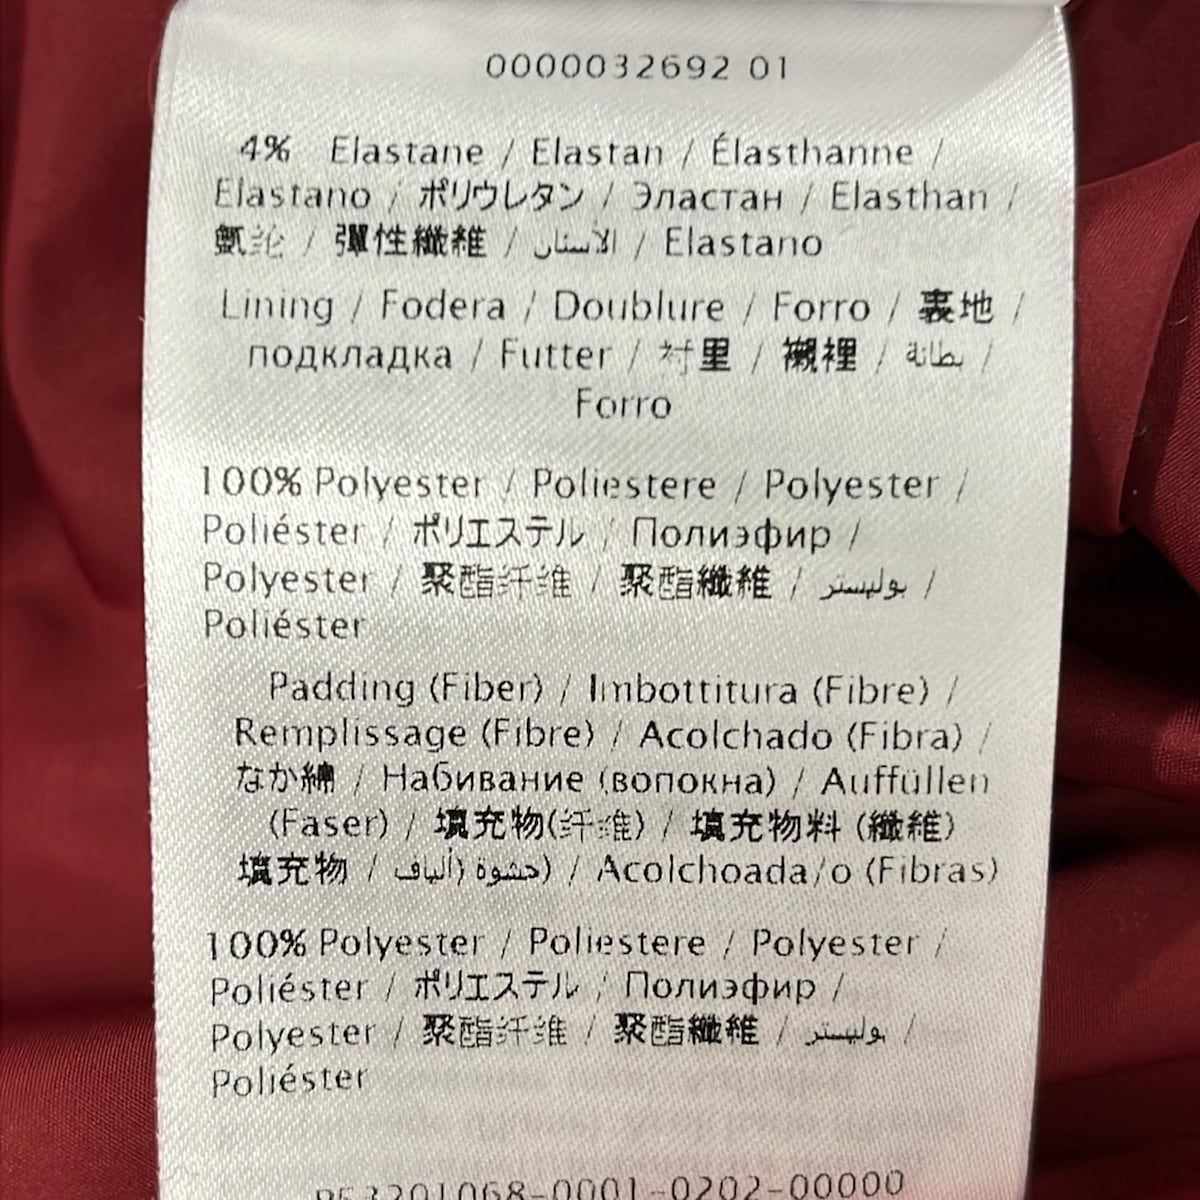 0000032692 01
4% Elastane / Elastan / Élasthanne /
Elastano / ポリウレタン / Эластан / Elasthan /
氨纶 / 彈性纖維 / الأستان / Elastano
Lining / Fodera / Doublure / Forro / 裏地 /
подкладка / Futter / 衬里 / 襯裡 / بطانة /
Forro
100% Polyester / Poliestere / Polyester /
Poliéster / ポリエステル / Полиэфир /
Polyester / 聚酯纤维 / 聚酯纖維 / بوليستر /
Poliéster
Padding (Fiber) / Imbottitura (Fibre) /
Remplissage (Fibre) / Acolchado (Fibra) /
なか綿 / Набивание (вопокна) / Auffüllen
(Faser) / 填充物(纤维) / 填充物料 (纖維)
填充物 / حشوة (ألياف) / Acolchoada/o (Fibras)
100% Polyester / Poliestere / Polyester /
Poliéster / ポリエステル / Полиэфир /
Polyester / 聚酯纤维 / 聚酯纖維 / بوليستر /
Poliéster